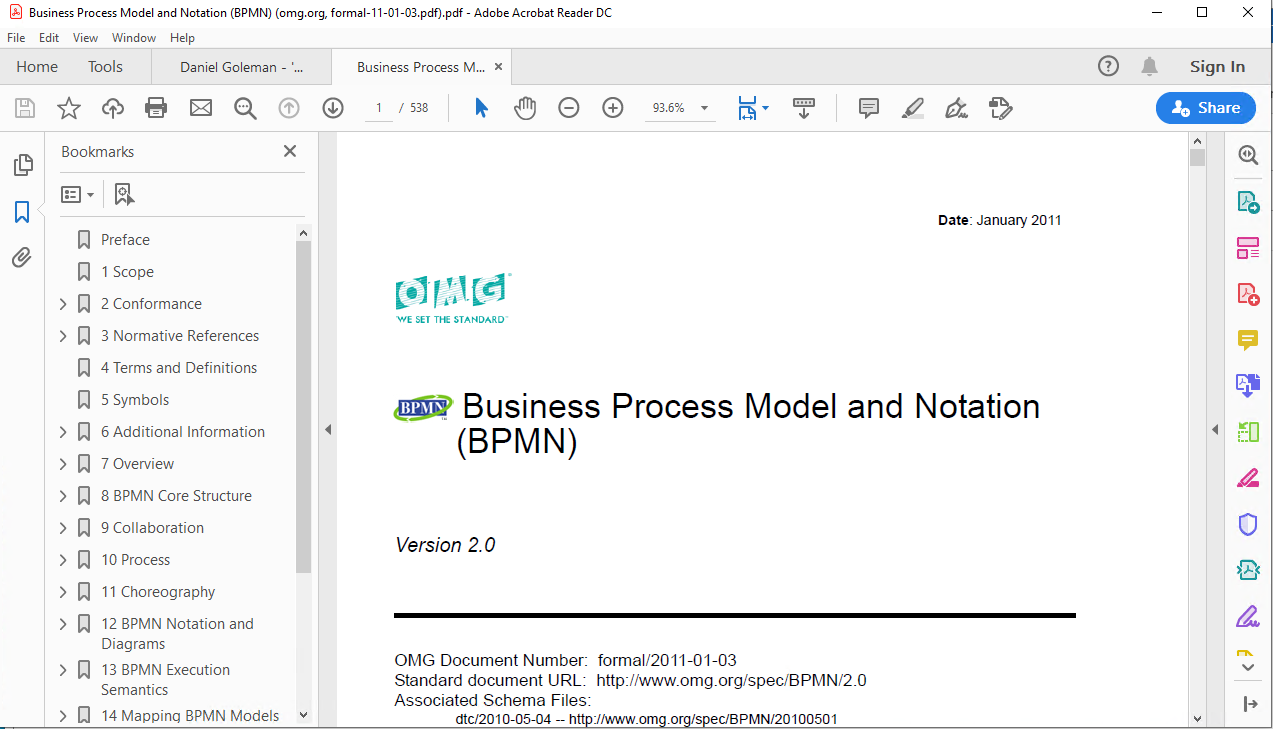 Business Process Model and Notation (BPMN) (omg.org, formal-11-01-03.pdf).pdf - Adobe Acrobat Reader DC
File Edit View Window Help
Home Tools Daniel Goleman - '... Business Process M... Sign In
1 / 538 93.6% Share
Bookmarks
Preface
1 Scope
2 Conformance
3 Normative References
4 Terms and Definitions
5 Symbols
6 Additional Information
7 Overview
8 BPMN Core Structure
9 Collaboration
10 Process
11 Choreography
12 BPMN Notation and
Diagrams
13 BPMN Execution
Semantics
14 Mapping BPMN Models
Date: January 2011
OMG
"WE SET THE STANDARD"
BPMN Business Process Model and Notation
(BPMN)
Version 2.0
OMG Document Number: formal/2011-01-03
Standard document URL: http://www.omg.org/spec/BPMN/2.0
Associated Schema Files:
dtc/2010-05-04 -- http://www.omg.org/spec/BPMN/20100501